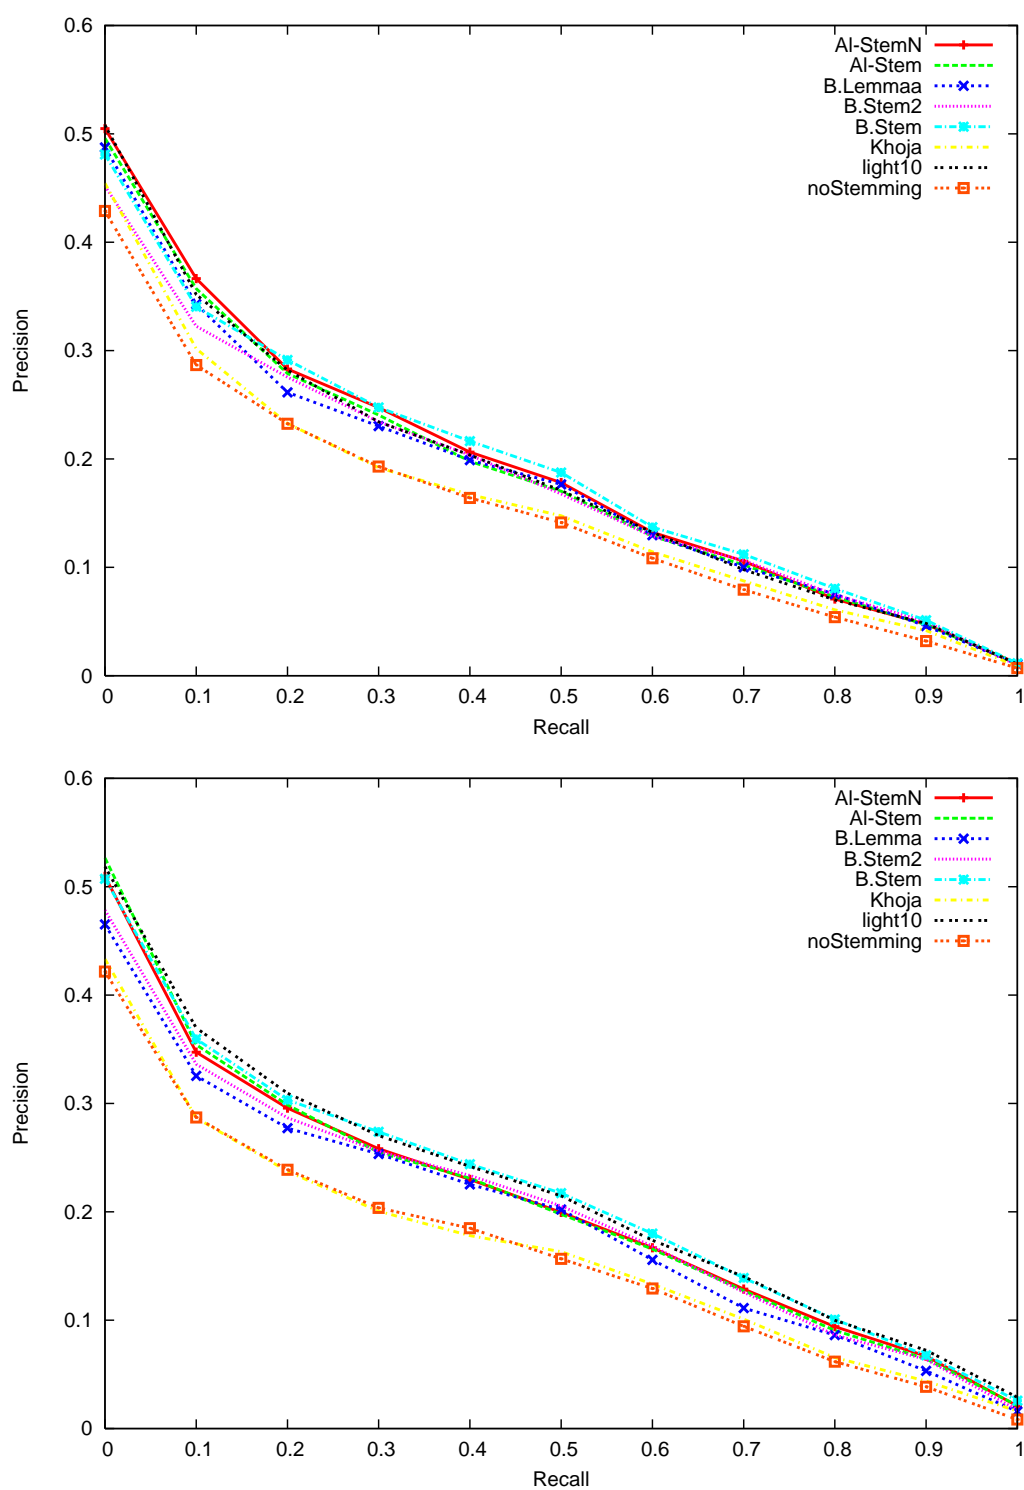 0.6
0.5
0.4
0.3
0.2
0.1
0
Precision
Al-StemN
Al-Stem
B.Lemmaa
B.Stem2
B.Stem
Khoja
light10
noStemming
0 0.1 0.2 0.3 0.4 0.5 0.6 0.7 0.8 0.9 1
Recall
0.6
0.5
0.4
0.3
0.2
0.1
0
Precision
Al-StemN
Al-Stem
B.Lemma
B.Stem2
B.Stem
Khoja
light10
noStemming
0 0.1 0.2 0.3 0.4 0.5 0.6 0.7 0.8 0.9 1
Recall